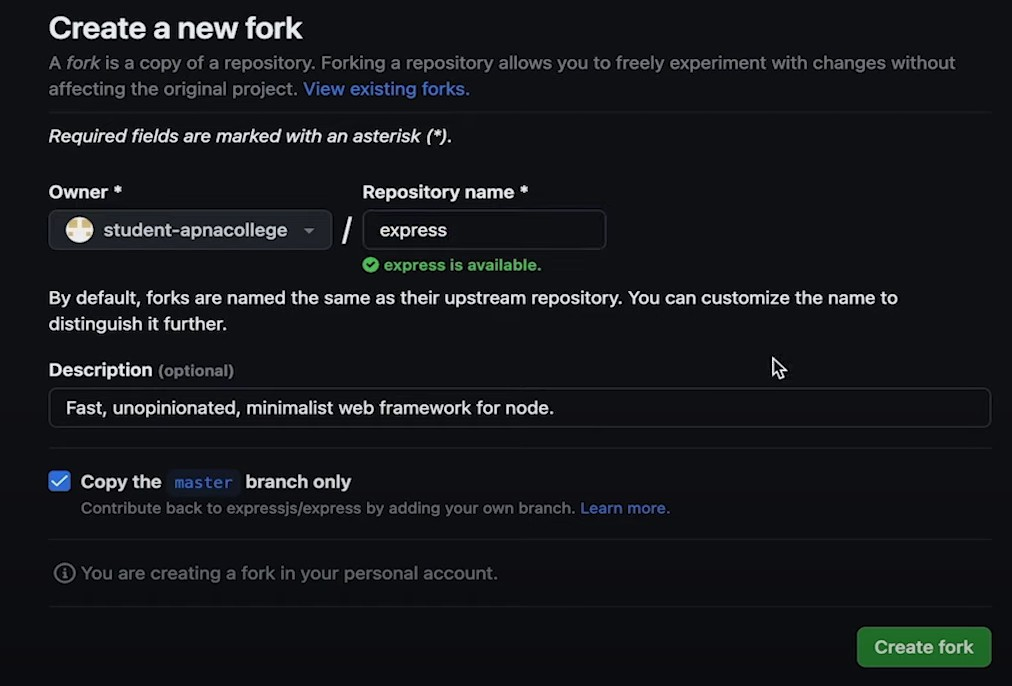 Create a new fork
A fork is a copy of a repository. Forking a repository allows you to freely experiment with changes without
affecting the original project. View existing forks.
Required fields are marked with an asterisk (*).
Owner * Repository name *
student-apnacollege / express
express is available.
By default, forks are named the same as their upstream repository. You can customize the name to
distinguish it further.
Description (optional)
Fast, unopinionated, minimalist web framework for node.
Copy the master branch only
Contribute back to expressjs/express by adding your own branch. Learn more.
You are creating a fork in your personal account.
Create fork